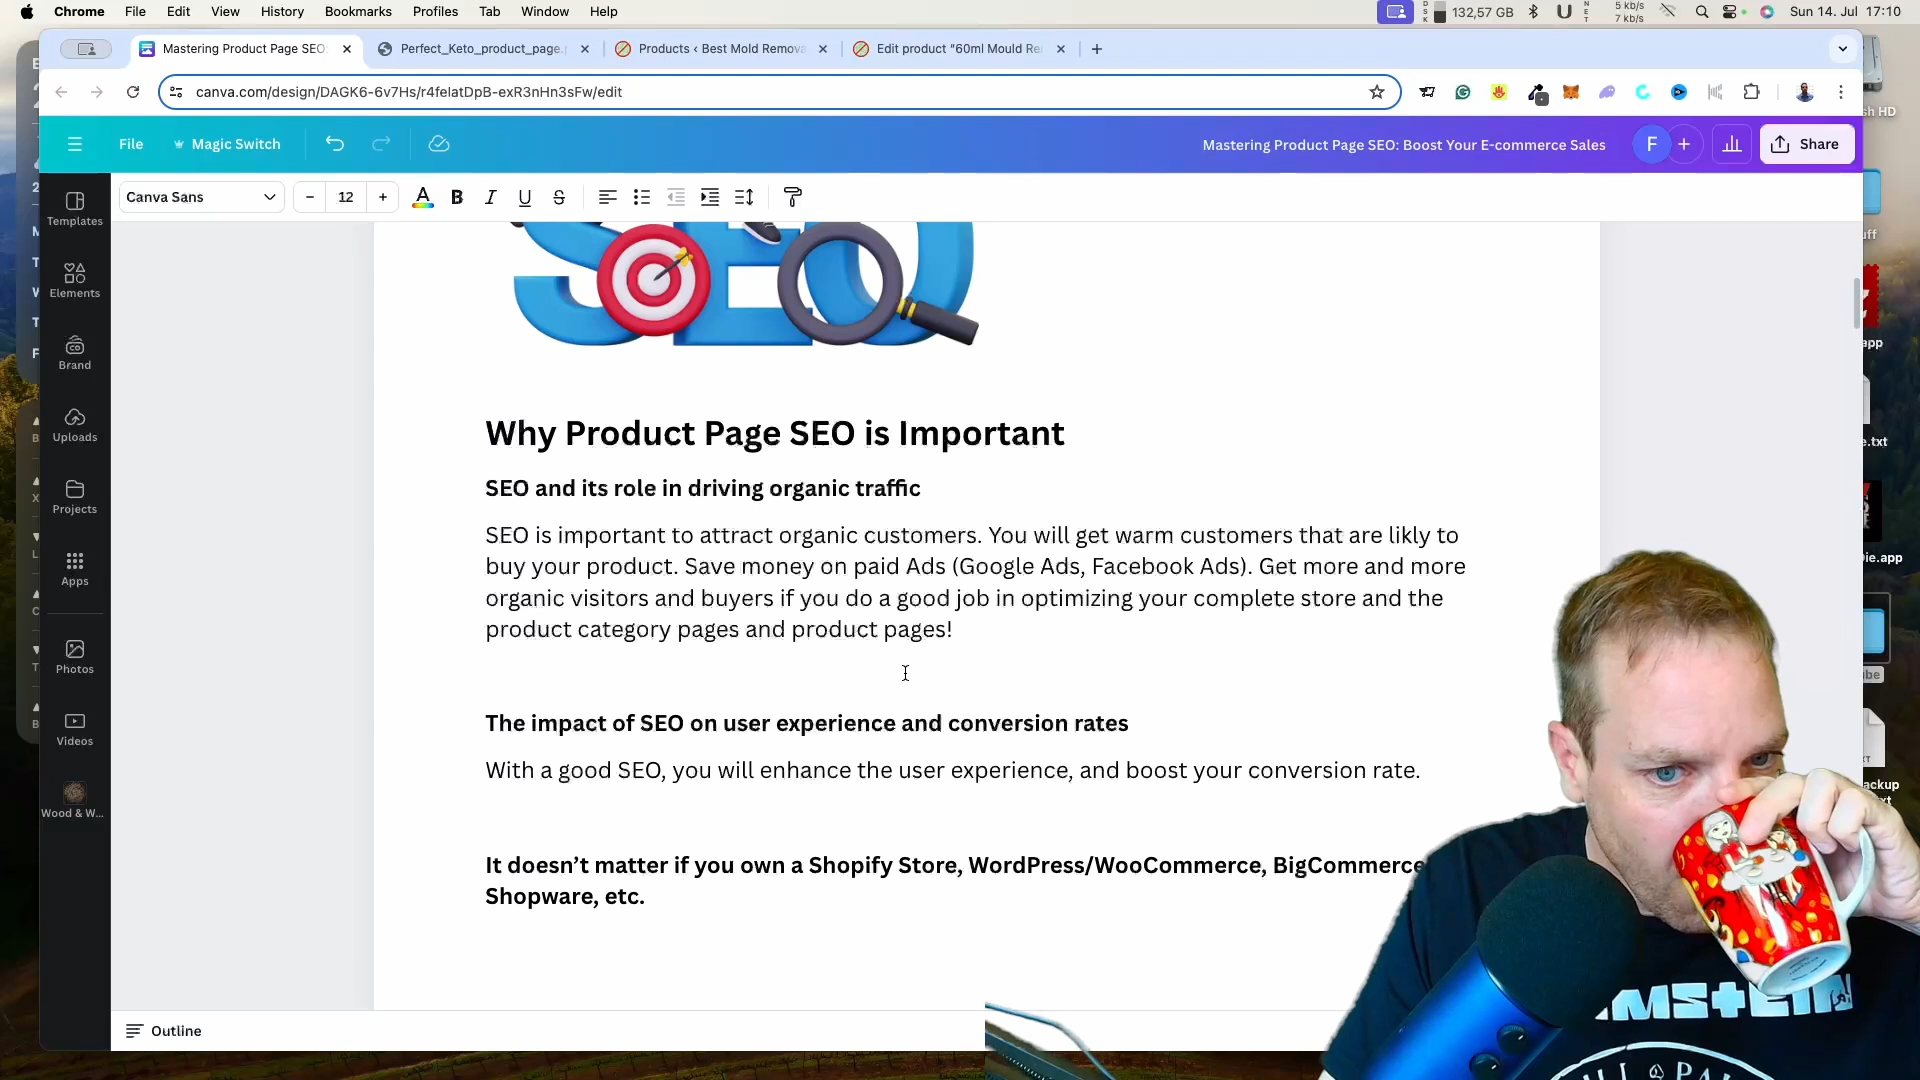 Chrome File Edit View History Bookmarks Profiles Tab Window Help
132,57 GB
5 kb/s
7 kb/s
Sun 14. Jul 17:10
Mastering Product Page SEO
Perfect_Keto_product_page.
Products ‹ Best Mold Remova
Edit product "60ml Mould Re
canva.com/design/DAGK6-6v7Hs/r4felatDpB-exR3nHn3sFw/edit
File Magic Switch
Mastering Product Page SEO: Boost Your E-commerce Sales
F
Share
Canva Sans
12
Templates
Elements
Brand
Uploads
Projects
Apps
Photos
Videos
Wood & W...
SEO
Why Product Page SEO is Important
SEO and its role in driving organic traffic
SEO is important to attract organic customers. You will get warm customers that are likly to
buy your product. Save money on paid Ads (Google Ads, Facebook Ads). Get more and more
organic visitors and buyers if you do a good job in optimizing your complete store and the
product category pages and product pages!
The impact of SEO on user experience and conversion rates
With a good SEO, you will enhance the user experience, and boost your conversion rate.
It doesn’t matter if you own a Shopify Store, WordPress/WooCommerce, BigCommerce
Shopware, etc.
Outline